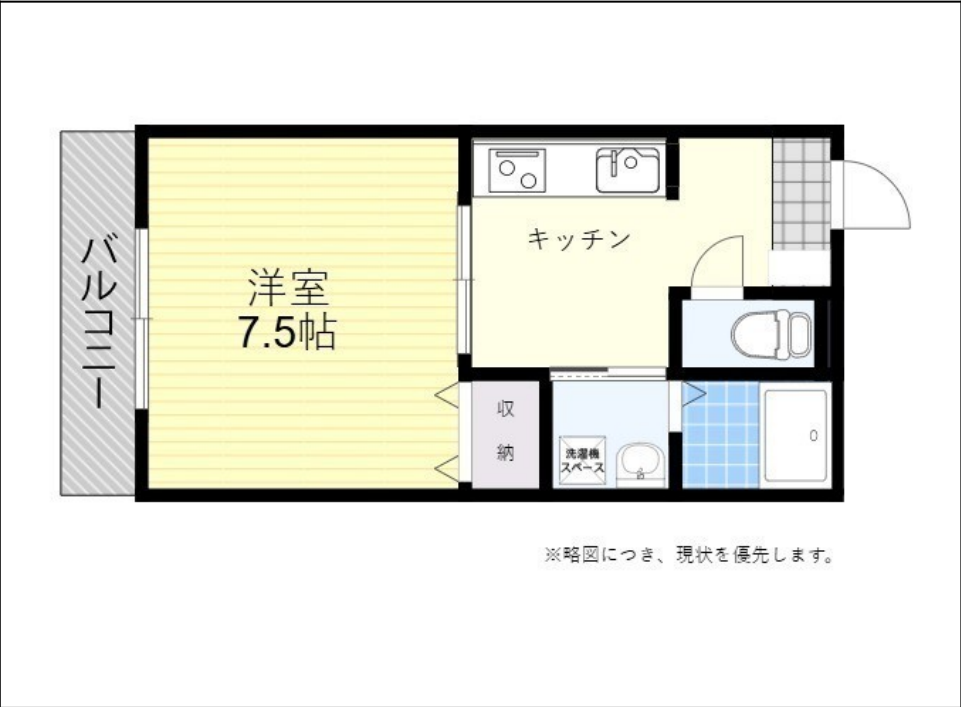 キッチン
バルコニー
洋室
7.5帖
収
納
洗濯機
スペース
※略図につき、現状を優先します。